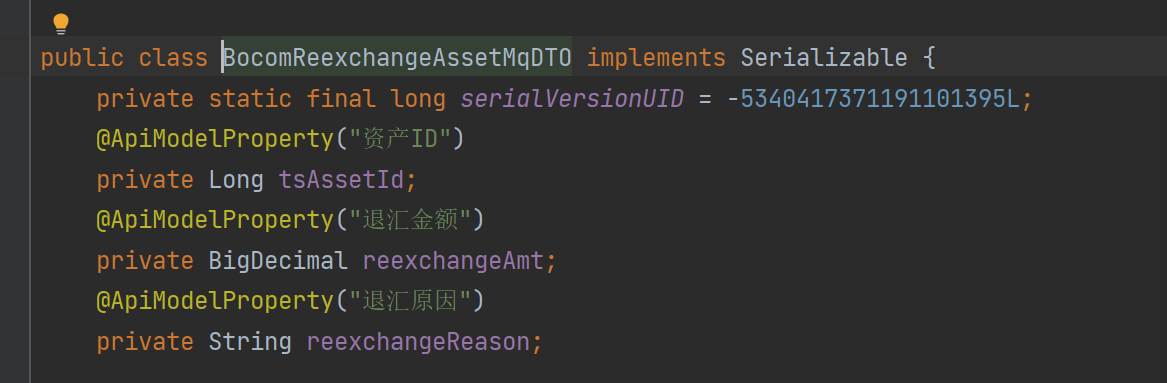 public class BocomReexchangeAssetMqDTO implements Serializable {
private static final long serialVersionUID = -5340417371191101395L;
@ApiModelProperty("资产ID")
private Long tsAssetId;
@ApiModelProperty("退汇金额")
private BigDecimal reexchangeAmt;
@ApiModelProperty("退汇原因")
private String reexchangeReason;